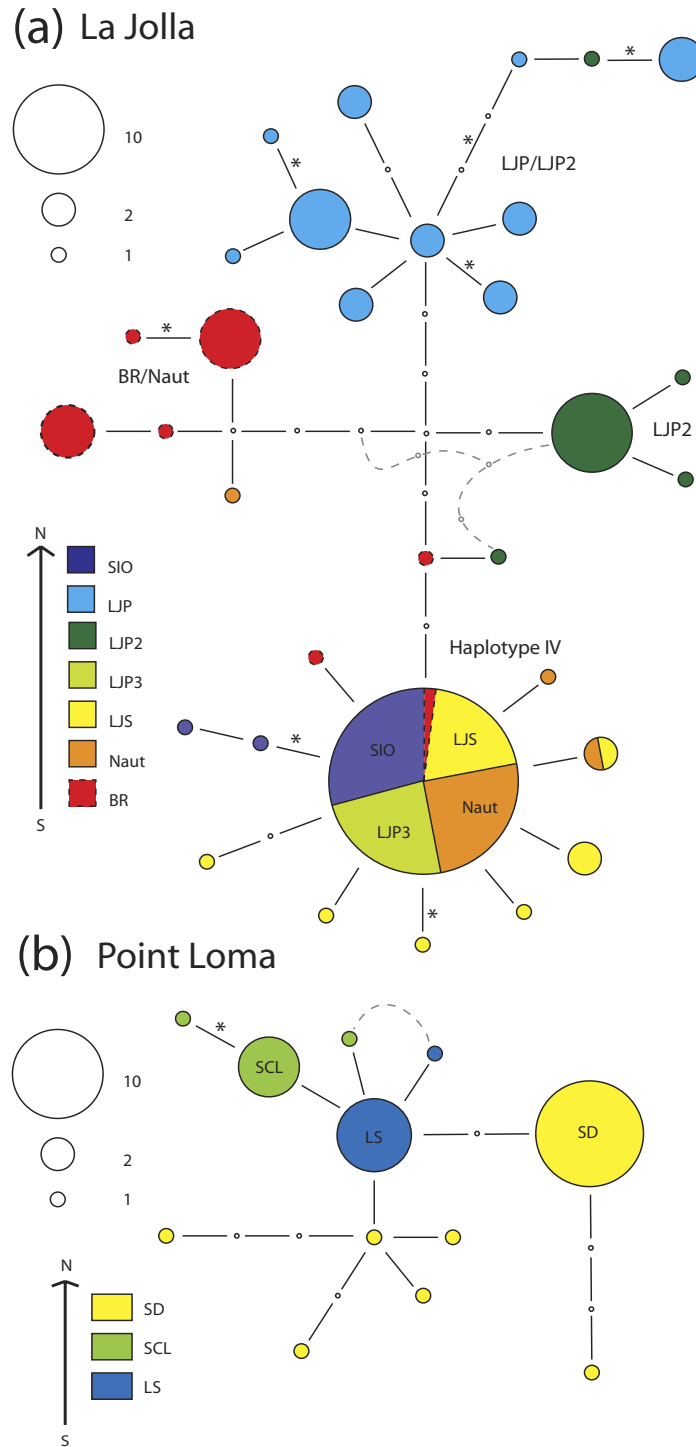 (a) La Jolla
10
2
1
*
*
*
LJP/LJP2
*
*
BR/Naut
LJP2
N
SIO
LJP
LJP2
LJP3
LJS
Naut
BR
S
Haplotype IV
*
SIO
LJS
Naut
LJP3
*
(b) Point Loma
10
2
1
*
SCL
LS
SD
N
SD
SCL
LS
S